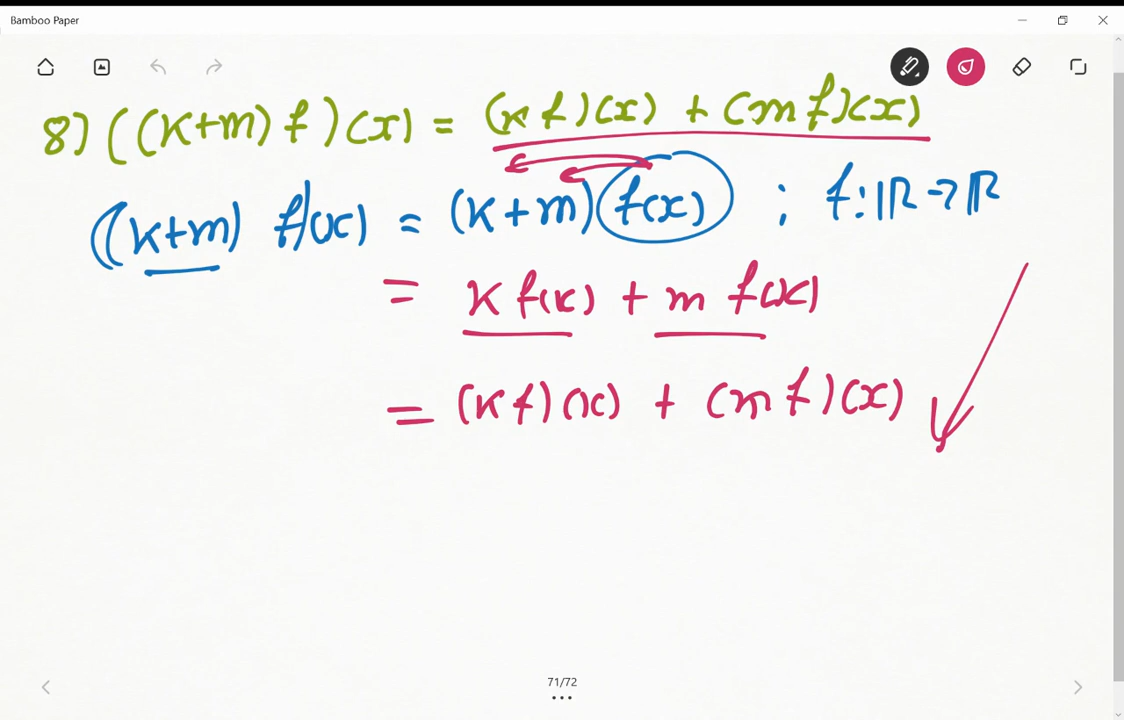 Bamboo Paper
8) ((k+m) f)(x) = (k f)(x) + (m f)(x)
((k+m) f)(x) = (k+m) (f(x)) ; f: ℝ → ℝ
= k f(x) + m f(x)
= (k f)(x) + (m f)(x)
71/72